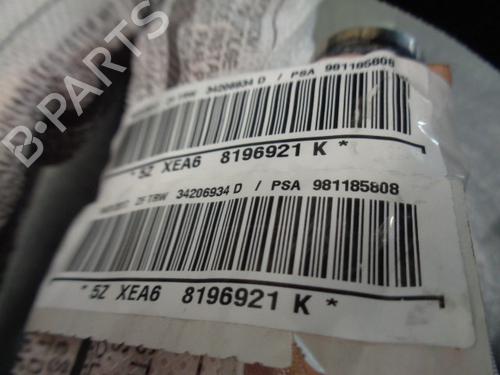 B-PARTS
ZF TRW 34206934 D / PSA 981185808
* 5Z XEA6 8196921 K *
ZF TRW 34206934 D / PSA 981185808
* 5Z XEA6 8196921 K *